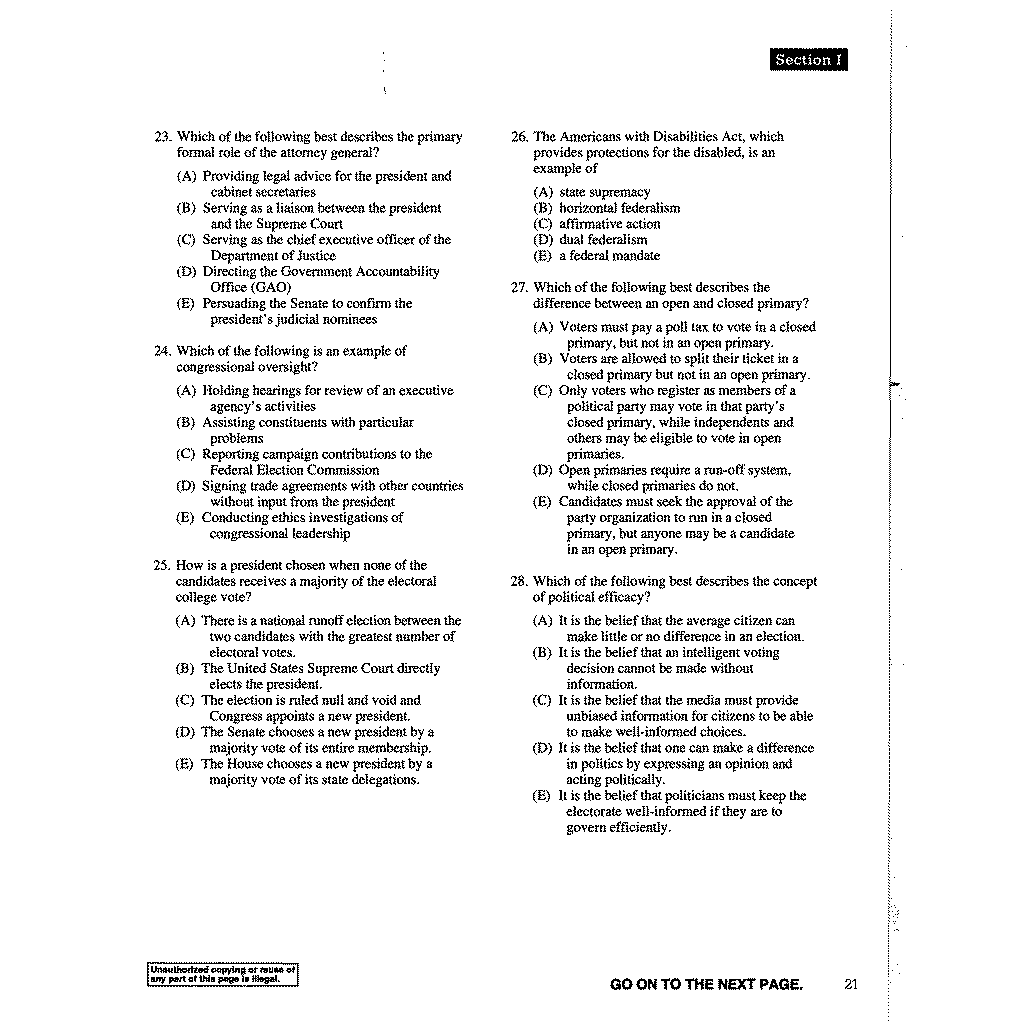 Section I
23. Which of the following best describes the primary
formal role of the attorney general?
(A) Providing legal advice for the president and
cabinet secretaries
(B) Serving as a liaison between the president
and the Supreme Court
(C) Serving as the chief executive officer of the
Department of Justice
(D) Directing the Government Accountability
Office (GAO)
(E) Persuading the Senate to confirm the
president's judicial nominees
24. Which of the following is an example of
congressional oversight?
(A) Holding hearings for review of an executive
agency's activities
(B) Assisting constituents with particular
problems
(C) Reporting campaign contributions to the
Federal Election Commission
(D) Signing trade agreements with other countries
without input from the president
(E) Conducting ethics investigations of
congressional leadership
25. How is a president chosen when none of the
candidates receives a majority of the electoral
college vote?
(A) There is a national runoff election between the
two candidates with the greatest number of
electoral votes.
(B) The United States Supreme Court directly
elects the president.
(C) The election is ruled null and void and
Congress appoints a new president.
(D) The Senate chooses a new president by a
majority vote of its entire membership.
(E) The House chooses a new president by a
majority vote of its state delegations.
26. The Americans with Disabilities Act, which
provides protections for the disabled, is an
example of
(A) state supremacy
(B) horizontal federalism
(C) affirmative action
(D) dual federalism
(E) a federal mandate
27. Which of the following best describes the
difference between an open and closed primary?
(A) Voters must pay a poll tax to vote in a closed
primary, but not in an open primary.
(B) Voters are allowed to split their ticket in a
closed primary but not in an open primary.
(C) Only voters who register as members of a
political party may vote in that party's
closed primary, while independents and
others may be eligible to vote in open
primaries.
(D) Open primaries require a run-off system,
while closed primaries do not.
(E) Candidates must seek the approval of the
party organization to run in a closed
primary, but anyone may be a candidate
in an open primary.
28. Which of the following best describes the concept
of political efficacy?
(A) It is the belief that the average citizen can
make little or no difference in an election.
(B) It is the belief that an intelligent voting
decision cannot be made without
information.
(C) It is the belief that the media must provide
unbiased information for citizens to be able
to make well-informed choices.
(D) It is the belief that one can make a difference
in politics by expressing an opinion and
acting politically.
(E) It is the belief that politicians must keep the
electorate well-informed if they are to
govern efficiently.
Unauthorized copying or reuse of
any part of this page is illegal.
GO ON TO THE NEXT PAGE.
21